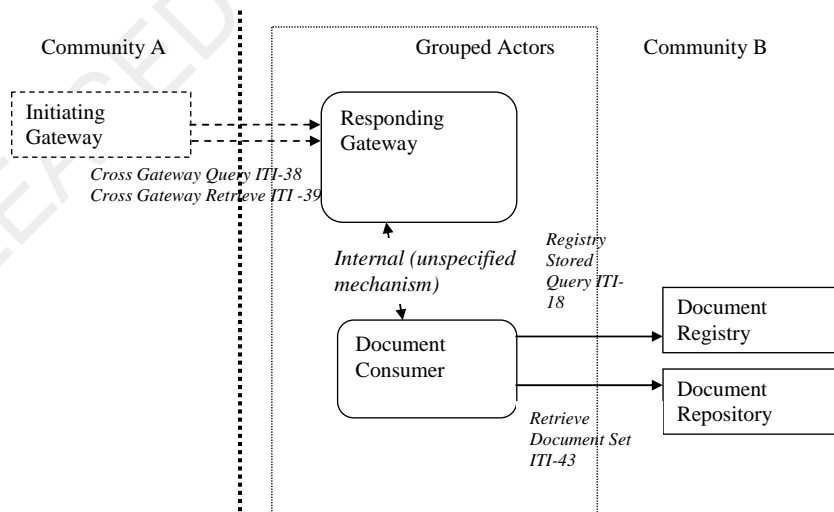 Community A
Grouped Actors
Community B
Initiating
Gateway
Responding
Gateway
Cross Gateway Query ITI-38
Cross Gateway Retrieve ITI -39
Internal (unspecified
mechanism)
Registry
Stored
Query ITI-
18
Document
Registry
Document
Consumer
Document
Repository
Retrieve
Document Set
ITI-43